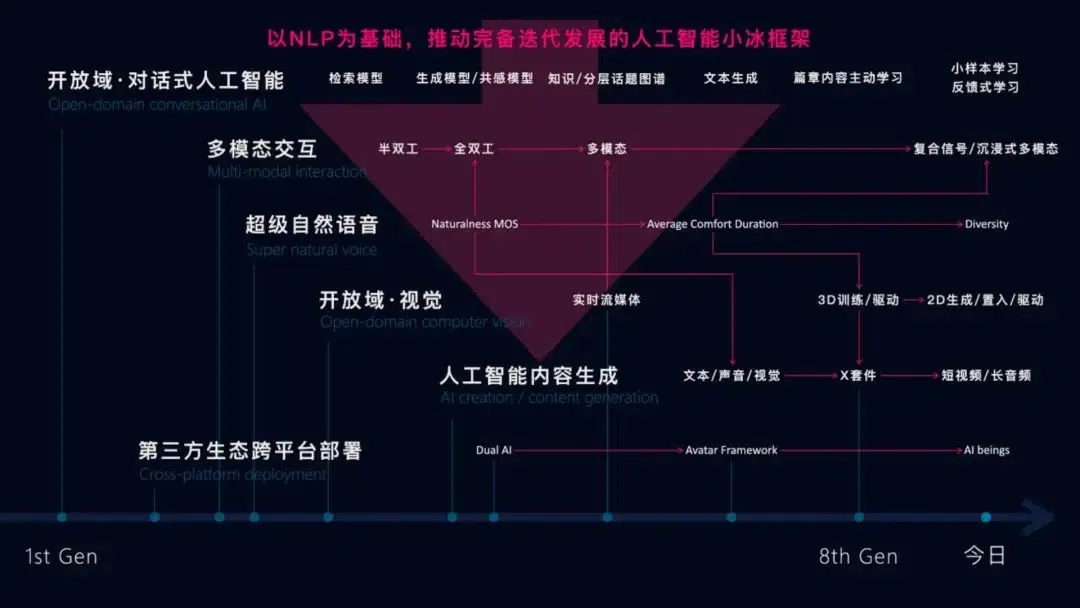 以NLP为基础，推动完备迭代发展的人工智能小冰框架
开放域·对话式人工智能
Open-domain conversational AI
检索模型
生成模型/共感模型
知识/分层话题图谱
文本生成
篇章内容主动学习
小样本学习
反馈式学习
多模态交互
Multi-modal interaction
半双工
全双工
多模态
复合信号/沉浸式多模态
超级自然语音
Super natural voice
Naturalness MOS
Average Comfort Duration
Diversity
开放域·视觉
Open-domain computer vision
实时流媒体
3D训练/驱动
2D生成/置入/驱动
人工智能内容生成
AI creation / content generation
文本/声音/视觉
X套件
短视频/长音频
第三方生态跨平台部署
Cross-platform deployment
Dual AI
Avatar Framework
AI beings
1st Gen
8th Gen
今日